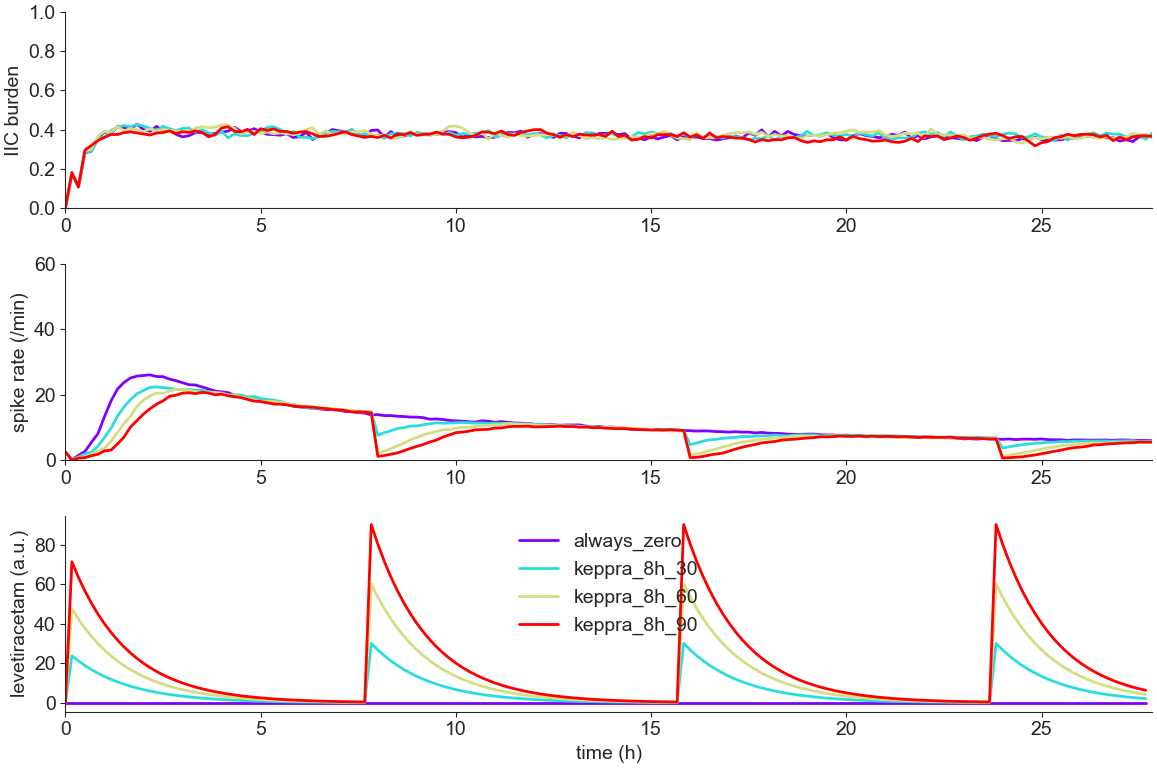 1.0
0.8
0.6
0.4
0.2
0.0
IIC burden
0 5 10 15 20 25
60
40
20
0
spike rate (/min)
0 5 10 15 20 25
80
60
40
20
0
levetiracetam (a.u.)
always_zero
keppra_8h_30
keppra_8h_60
keppra_8h_90
0 5 10 15 20 25
time (h)